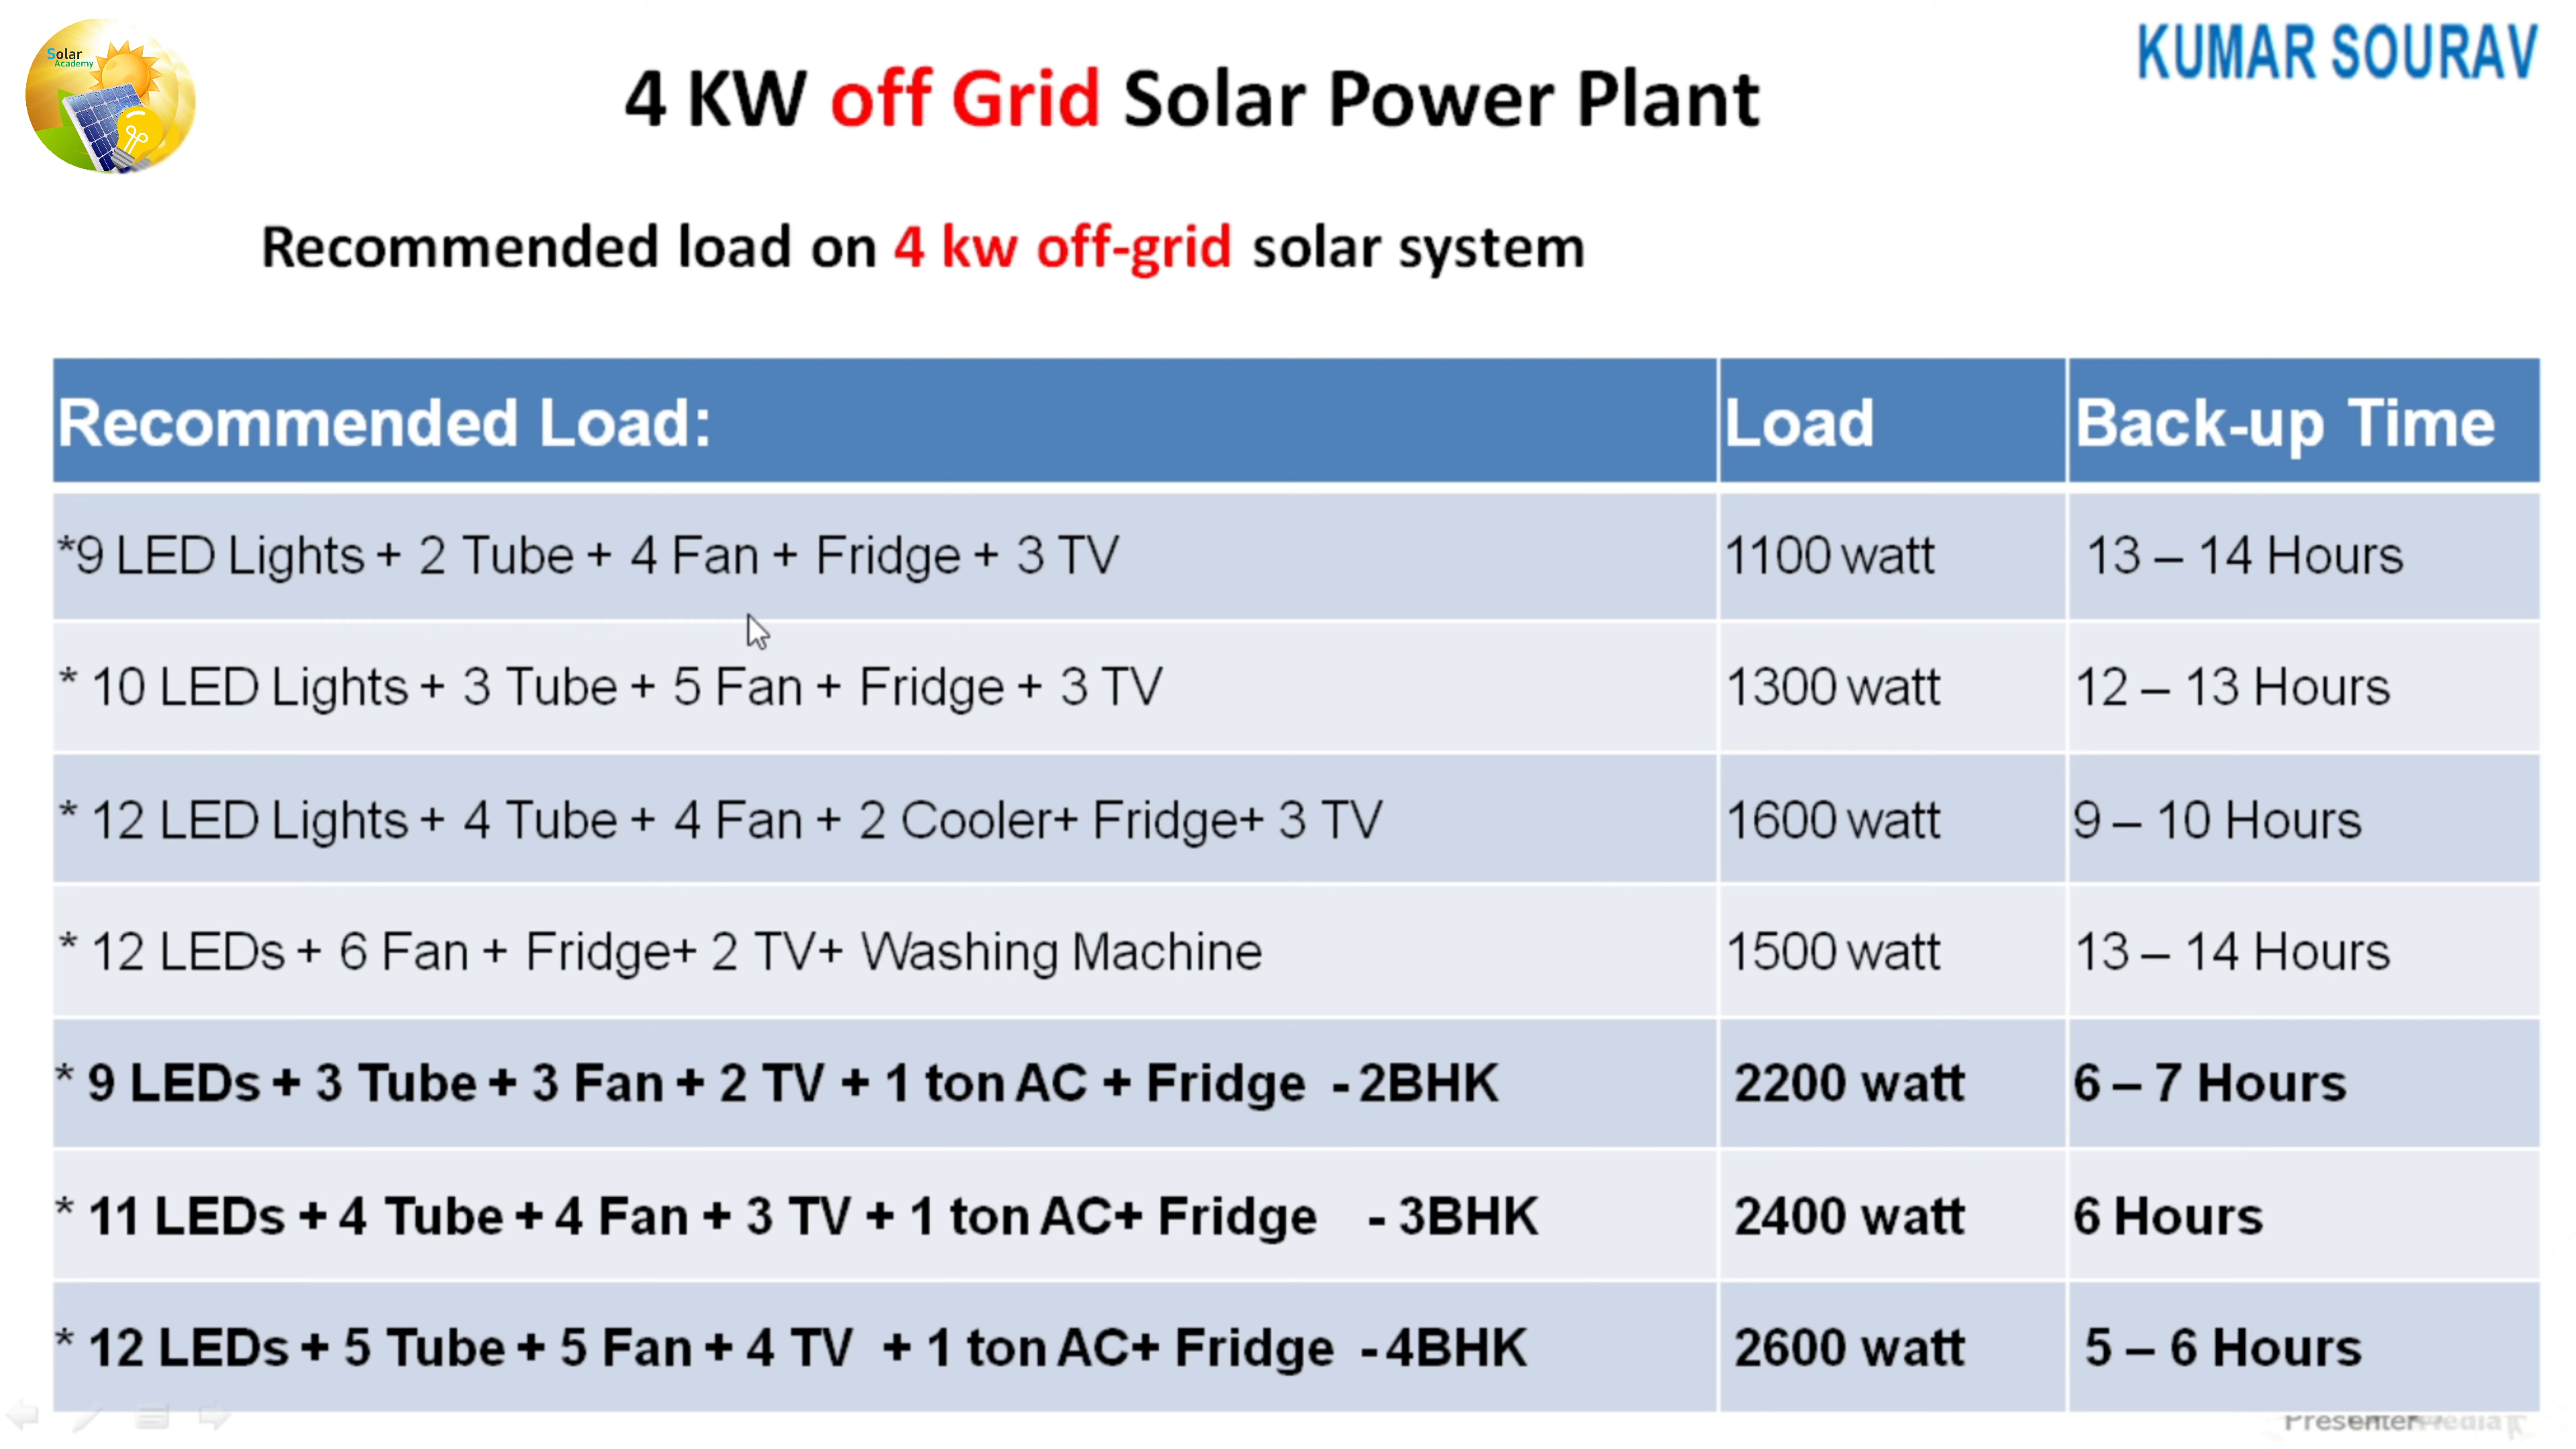 Solar
Academy
KUMAR SOURAV
4 KW off Grid Solar Power Plant
Recommended load on 4 kw off-grid solar system
Recommended Load: Load Back-up Time
*9 LED Lights + 2 Tube + 4 Fan + Fridge + 3 TV 1100 watt 13 – 14 Hours
* 10 LED Lights + 3 Tube + 5 Fan + Fridge + 3 TV 1300 watt 12 – 13 Hours
* 12 LED Lights + 4 Tube + 4 Fan + 2 Cooler+ Fridge+ 3 TV 1600 watt 9 – 10 Hours
* 12 LEDs + 6 Fan + Fridge+ 2 TV+ Washing Machine 1500 watt 13 – 14 Hours
* 9 LEDs + 3 Tube + 3 Fan + 2 TV + 1 ton AC + Fridge - 2BHK 2200 watt 6 – 7 Hours
* 11 LEDs + 4 Tube + 4 Fan + 3 TV + 1 ton AC+ Fridge - 3BHK 2400 watt 6 Hours
* 12 LEDs + 5 Tube + 5 Fan + 4 TV + 1 ton AC+ Fridge - 4BHK 2600 watt 5 – 6 Hours
PresenterMedia